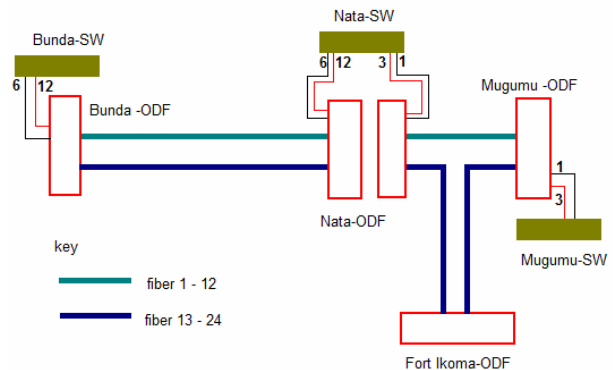 Nata-SW
Bunda-SW
6 12 3 1
6 12
Mugumu -ODF
Bunda -ODF
1
3
Nata-ODF
key
Mugumu-SW
fiber 1 - 12
fiber 13 - 24
Fort Ikoma-ODF